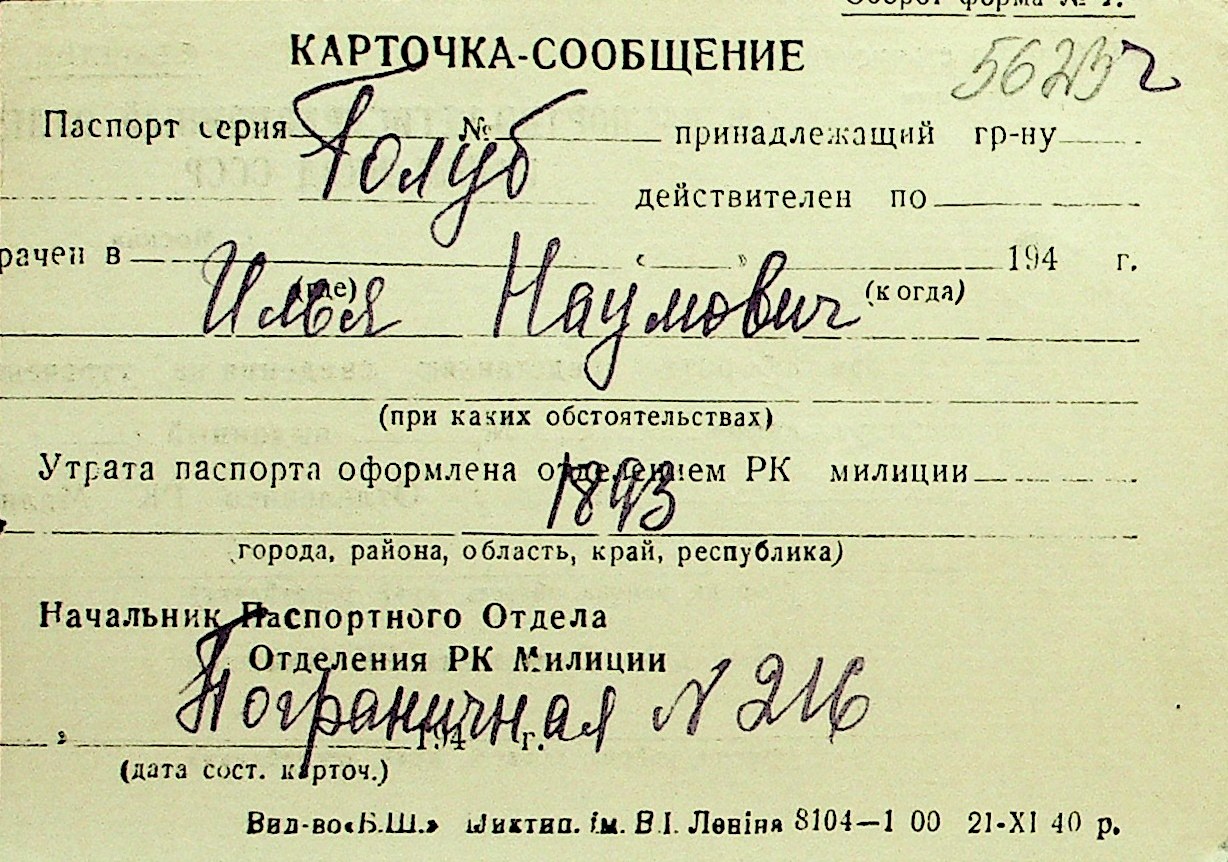 КАРТОЧКА-СООБЩЕНИЕ
5623 г
Паспорт серия № принадлежащий гр-ну
Голуб
действителен по
рачен в « » 194 г.
(где) (когда)
Илья Наумович
(при каких обстоятельствах)
Утрата паспорта оформлена отделением РК милиции
1893
города, района, область, край, республика)
Начальник Паспортного Отдела
Отделения РК Милиции
Пограничная № 216
194 г.
(дата сост. карточ.)
Вид-во «Б.Ш.» ім. В.І. Леніна 8104—1 00 21-XI 40 р.